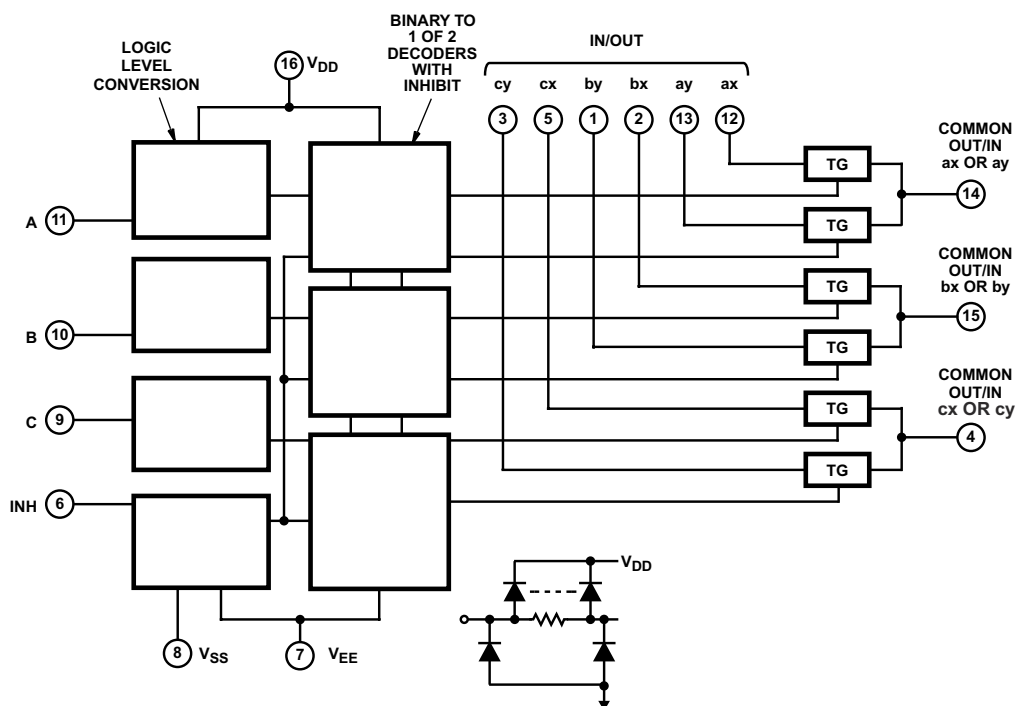 LOGIC
LEVEL
CONVERSION
16 VDD
BINARY TO
1 OF 2
DECODERS
WITH
INHIBIT
IN/OUT
cy cx by bx ay ax
3 5 1 2 13 12
COMMON
OUT/IN
ax OR ay
14
TG
TG
A 11
COMMON
OUT/IN
bx OR by
15
TG
TG
B 10
COMMON
OUT/IN
cx OR cy
4
TG
TG
C 9
INH 6
8 VSS
7 VEE
VDD